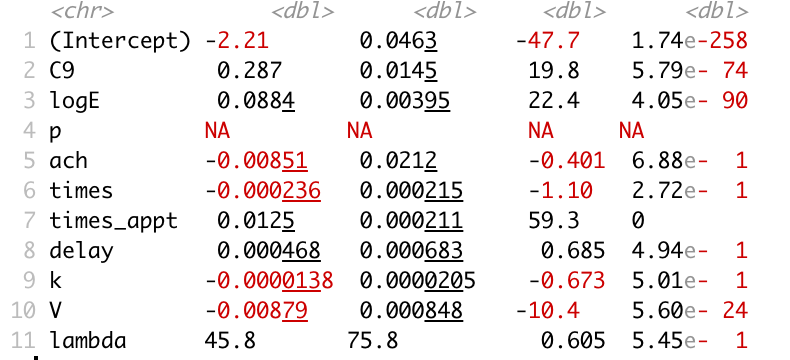 <chr> <dbl> <dbl> <dbl> <dbl>
1 (Intercept) -2.21 0.0463 -47.7 1.74e-258
2 C9 0.287 0.0145 19.8 5.79e- 74
3 logE 0.0884 0.00395 22.4 4.05e- 90
4 p NA NA NA NA
5 ach -0.00851 0.0212 -0.401 6.88e- 1
6 times -0.000236 0.000215 -1.10 2.72e- 1
7 times_appt 0.0125 0.000211 59.3 0
8 delay 0.000468 0.000683 0.685 4.94e- 1
9 k -0.0000138 0.0000205 -0.673 5.01e- 1
10 V -0.00879 0.000848 -10.4 5.60e- 24
11 lambda 45.8 75.8 0.605 5.45e- 1